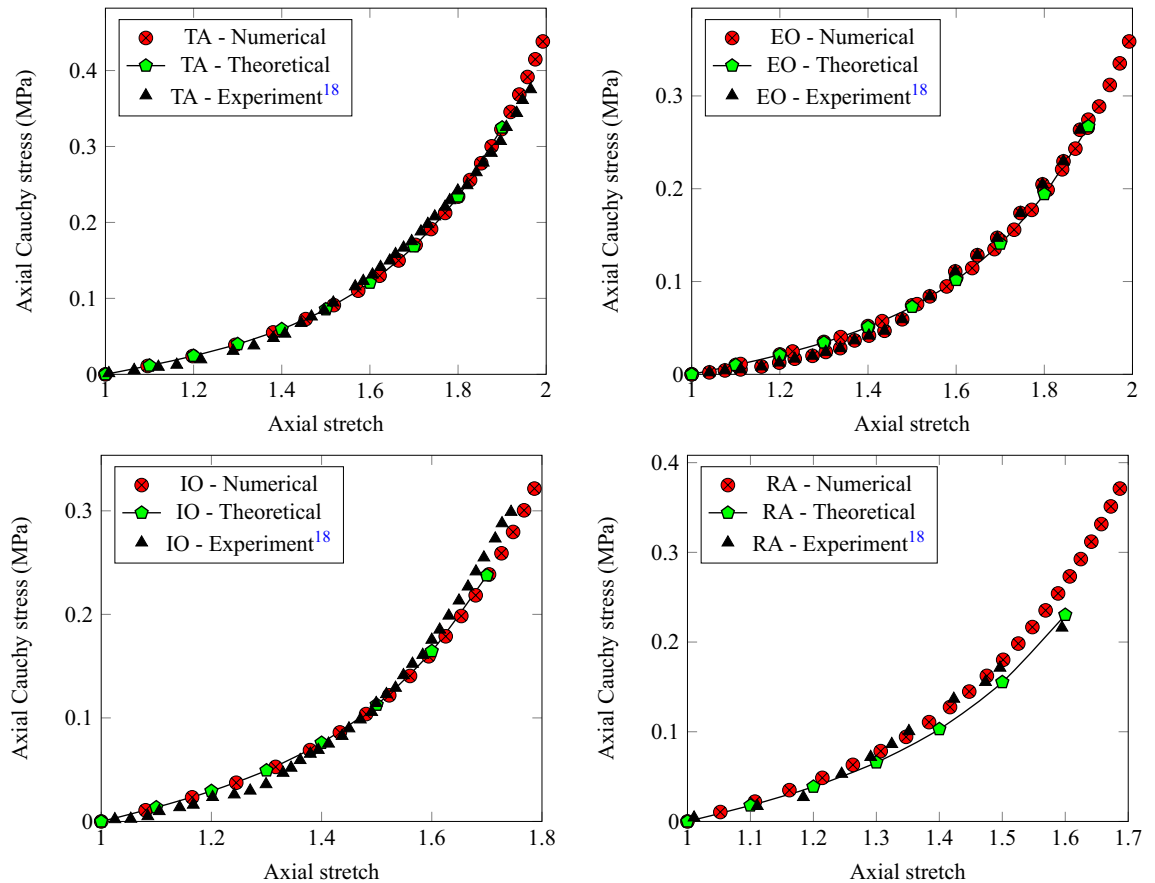 TA - Numerical
TA - Theoretical
TA - Experiment18
Axial Cauchy stress (MPa)
0.4
0.3
0.2
0.1
0
1 1.2 1.4 1.6 1.8 2
Axial stretch
EO - Numerical
EO - Theoretical
EO - Experiment18
Axial Cauchy stress (MPa)
0.3
0.2
0.1
0
1 1.2 1.4 1.6 1.8 2
Axial stretch
IO - Numerical
IO - Theoretical
IO - Experiment18
Axial Cauchy stress (MPa)
0.3
0.2
0.1
0
1 1.2 1.4 1.6 1.8
Axial stretch
RA - Numerical
RA - Theoretical
RA - Experiment18
Axial Cauchy stress (MPa)
0.4
0.3
0.2
0.1
0
1 1.1 1.2 1.3 1.4 1.5 1.6 1.7
Axial stretch